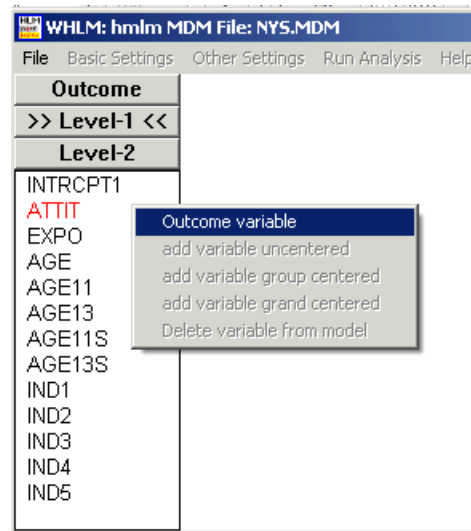 WHLM: hmlm MDM File: NYS.MDM
File Basic Settings Other Settings Run Analysis Help
Outcome
>> Level-1 <<
Level-2
INTRCPT1
ATTIT
EXPO
AGE
AGE11
AGE13
AGE11S
AGE13S
IND1
IND2
IND3
IND4
IND5
Outcome variable
add variable uncentered
add variable group centered
add variable grand centered
Delete variable from model